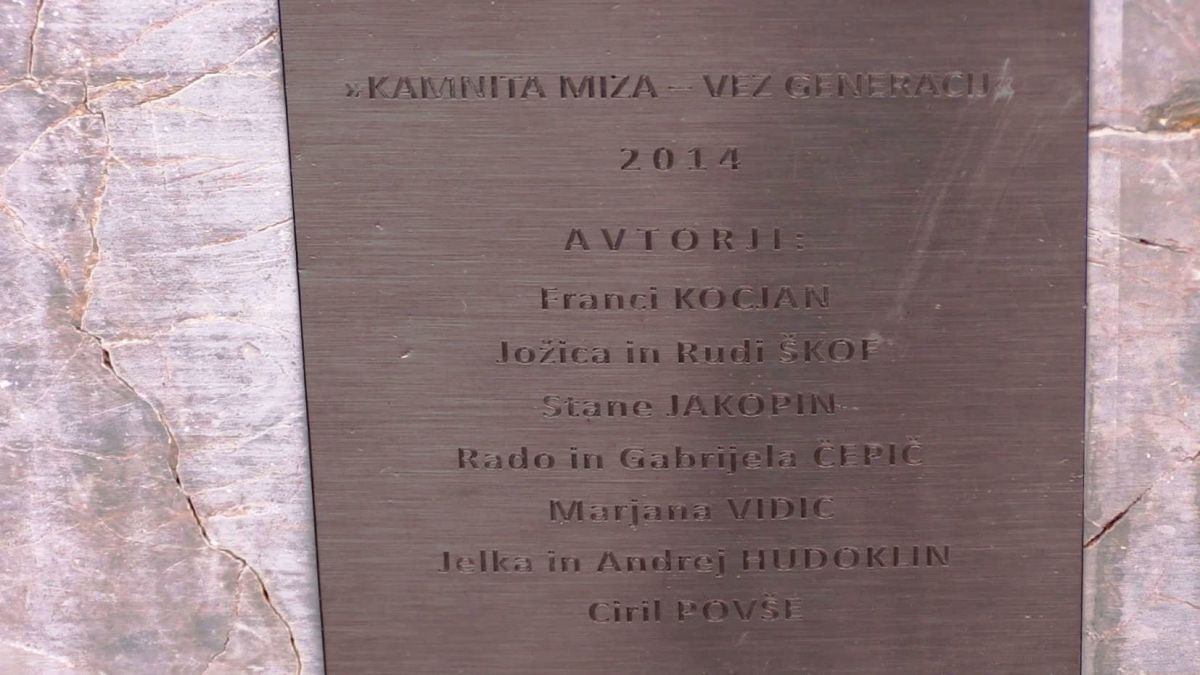 »KAMNITA MIZA – VEZ GENERACIJ«
2014
AVTORJI:
Franci KOCJAN
Jožica in Rudi ŠKOF
Stane JAKOPIN
Rado in Gabrijela ČEPIČ
Marjana VIDIC
Jelka in Andrej HUDOKLIN
Ciril POVŠE